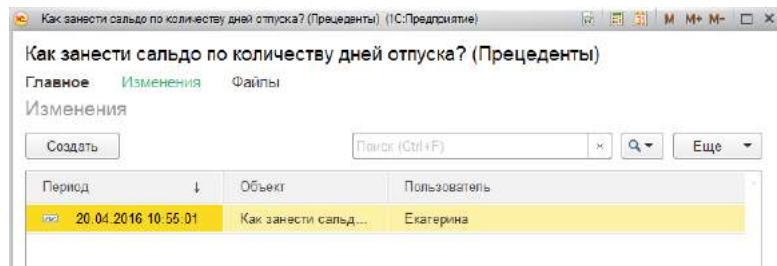 Как занести сальдо по количеству дней отпуска? (Прецеденты) (1С:Предприятие) M M+ M-
Как занести сальдо по количеству дней отпуска? (Прецеденты)
Главное Изменения Файлы
Изменения
Создать Поиск (Ctrl+F) Еще
Период Объект Пользователь
20.04.2016 10:55:01 Как занести сальд... Екатерина